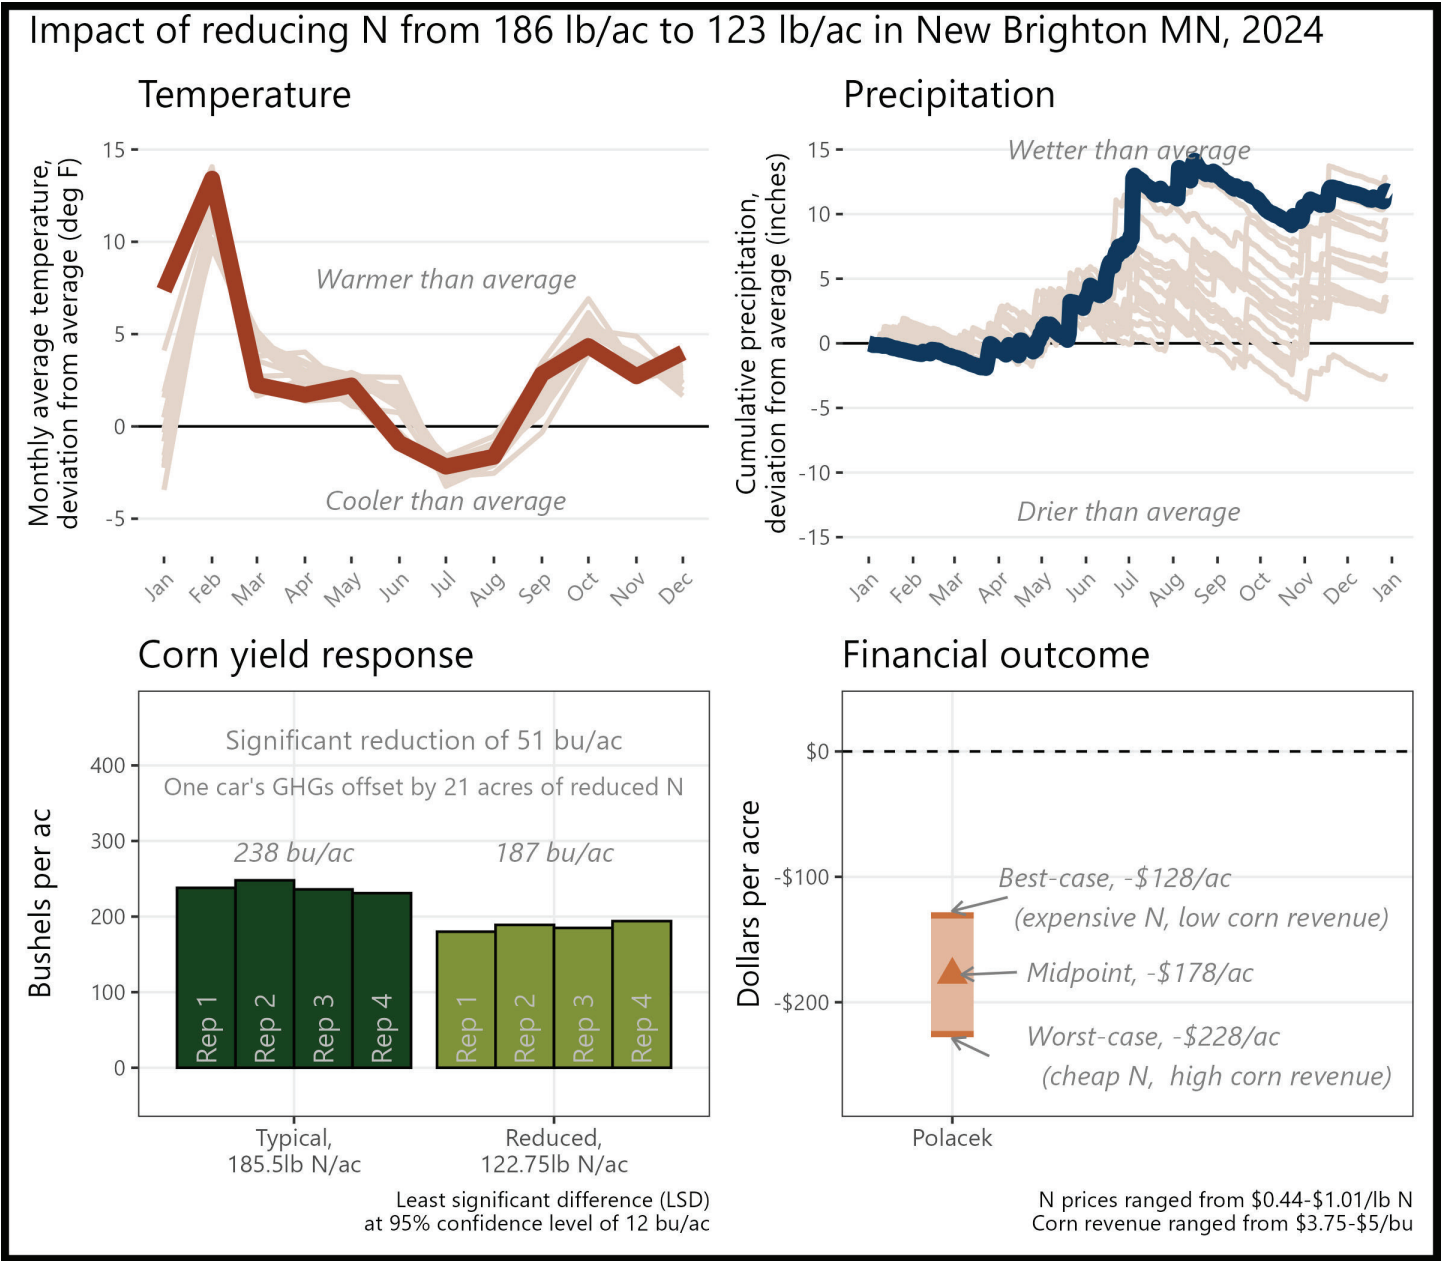 Impact of reducing N from 186 lb/ac to 123 lb/ac in New Brighton MN, 2024
Temperature
Monthly average temperature,
deviation from average (deg F)
15
10
5
0
-5
Warmer than average
Cooler than average
Jan
Feb
Mar
Apr
May
Jun
Jul
Aug
Sep
Oct
Nov
Dec
Precipitation
Cumulative precipitation,
deviation from average (inches)
15
10
5
0
-5
-10
-15
Wetter than average
Drier than average
Jan
Feb
Mar
Apr
May
Jun
Jul
Aug
Sep
Oct
Nov
Dec
Jan
Corn yield response
Bushels per ac
400
300
200
100
0
Significant reduction of 51 bu/ac
One car's GHGs offset by 21 acres of reduced N
238 bu/ac
187 bu/ac
Rep 1
Rep 2
Rep 3
Rep 4
Rep 1
Rep 2
Rep 3
Rep 4
Typical,
185.5lb N/ac
Reduced,
122.75lb N/ac
Least significant difference (LSD)
at 95% confidence level of 12 bu/ac
Financial outcome
Dollars per acre
$0
-$100
-$200
Best-case, -$128/ac
(expensive N, low corn revenue)
Midpoint, -$178/ac
Worst-case, -$228/ac
(cheap N,  high corn revenue)
Polacek
N prices ranged from $0.44-$1.01/lb N
Corn revenue ranged from $3.75-$5/bu